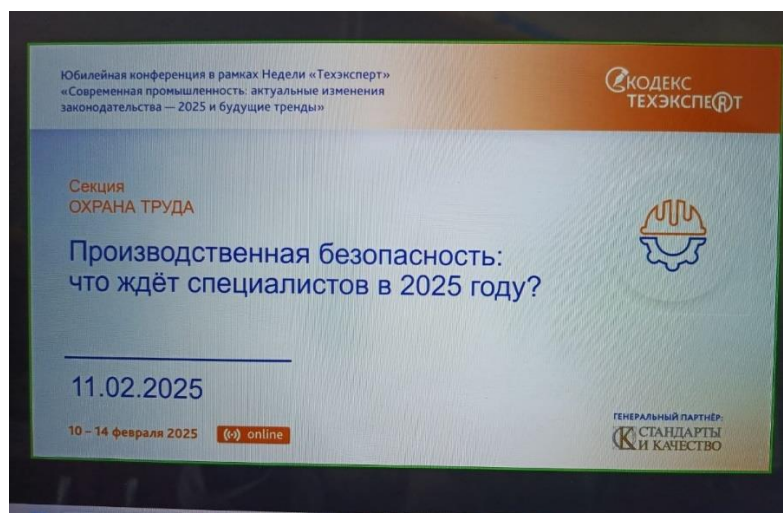 Юбилейная конференция в рамках Недели «Техэксперт»
«Современная промышленность: актуальные изменения
законодательства — 2025 и будущие тренды»
КОДЕКС
ТЕХЭКСПЕRТ
Секция
ОХРАНА ТРУДА
Производственная безопасность:
что ждёт специалистов в 2025 году?
11.02.2025
10 – 14 февраля 2025
online
ГЕНЕРАЛЬНЫЙ ПАРТНЁР:
СТАНДАРТЫ
И КАЧЕСТВО